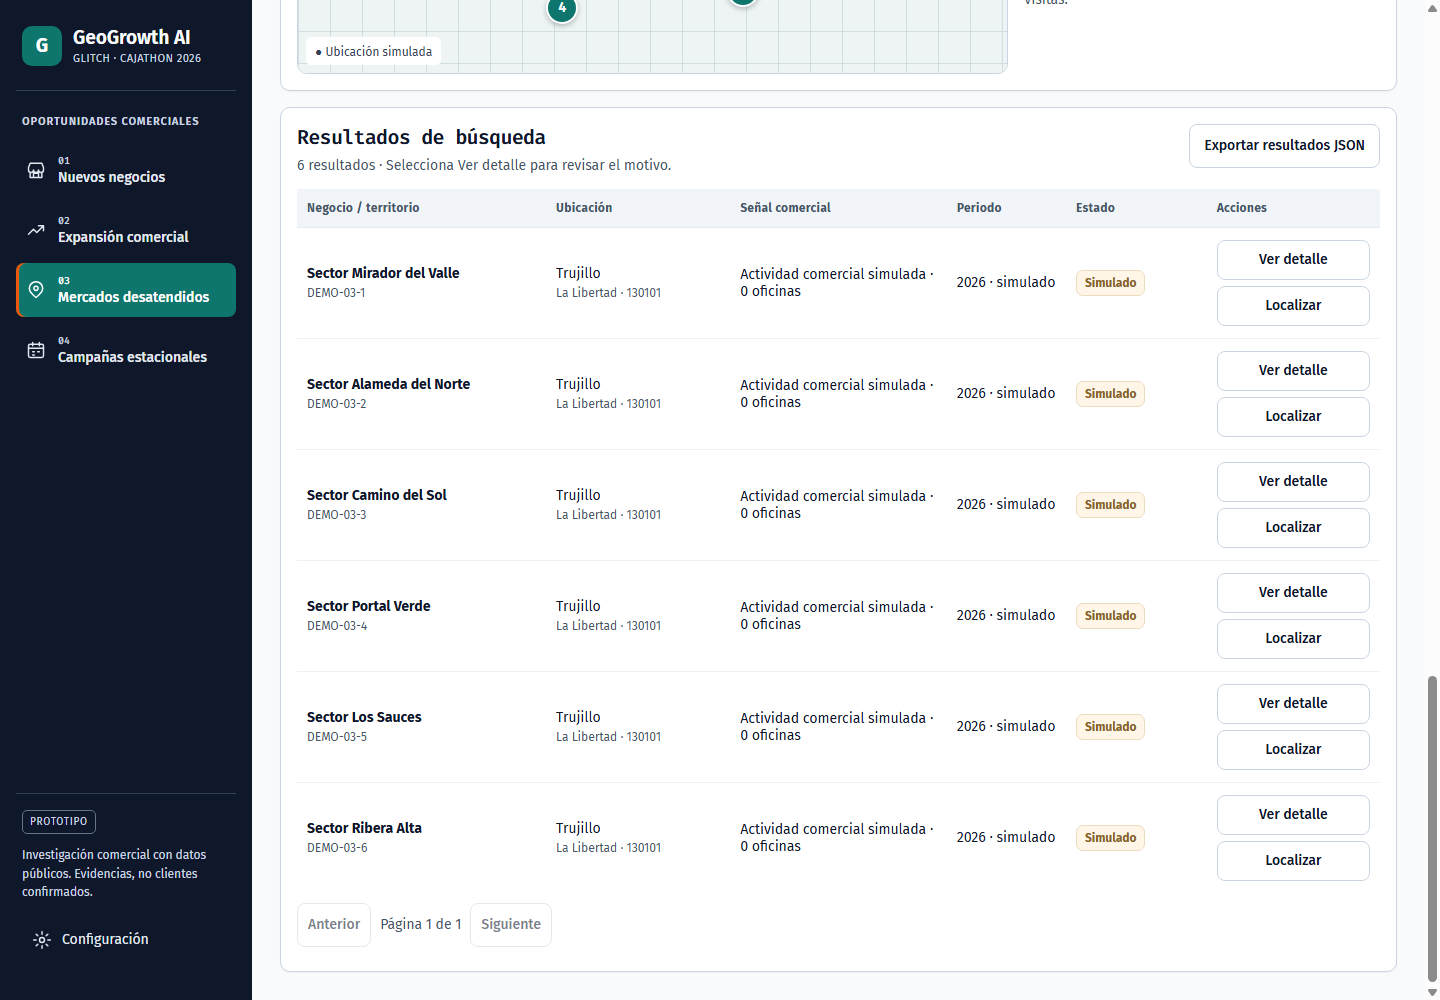 G
GeoGrowth AI
GLITCH · CAJATHON 2026
OPORTUNIDADES COMERCIALES
01
Nuevos negocios
02
Expansión comercial
03
Mercados desatendidos
04
Campañas estacionales
PROTOTIPO
Investigación comercial con datos
públicos. Evidencias, no clientes
confirmados.
Configuración
4
● Ubicación simulada
visitas.
Resultados de búsqueda
6 resultados · Selecciona Ver detalle para revisar el motivo.
Exportar resultados JSON
Negocio / territorio Ubicación Señal comercial Periodo Estado Acciones
Sector Mirador del Valle
DEMO-03-1
Trujillo
La Libertad · 130101
Actividad comercial simulada ·
0 oficinas
2026 · simulado
Simulado
Ver detalle
Localizar
Sector Alameda del Norte
DEMO-03-2
Trujillo
La Libertad · 130101
Actividad comercial simulada ·
0 oficinas
2026 · simulado
Simulado
Ver detalle
Localizar
Sector Camino del Sol
DEMO-03-3
Trujillo
La Libertad · 130101
Actividad comercial simulada ·
0 oficinas
2026 · simulado
Simulado
Ver detalle
Localizar
Sector Portal Verde
DEMO-03-4
Trujillo
La Libertad · 130101
Actividad comercial simulada ·
0 oficinas
2026 · simulado
Simulado
Ver detalle
Localizar
Sector Los Sauces
DEMO-03-5
Trujillo
La Libertad · 130101
Actividad comercial simulada ·
0 oficinas
2026 · simulado
Simulado
Ver detalle
Localizar
Sector Ribera Alta
DEMO-03-6
Trujillo
La Libertad · 130101
Actividad comercial simulada ·
0 oficinas
2026 · simulado
Simulado
Ver detalle
Localizar
Anterior Página 1 de 1 Siguiente